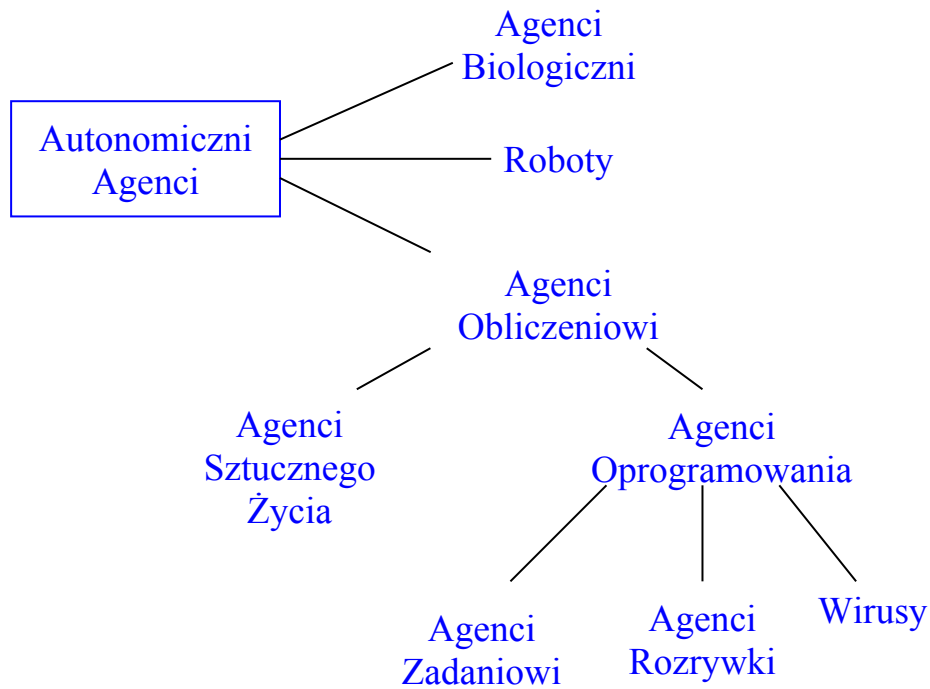 Agenci
Biologiczni
Autonomiczni
Agenci
Roboty
Agenci
Obliczeniowi
Agenci
Sztucznego
Życia
Agenci
Oprogramowania
Agenci
Zadaniowi
Agenci
Rozrywki
Wirusy